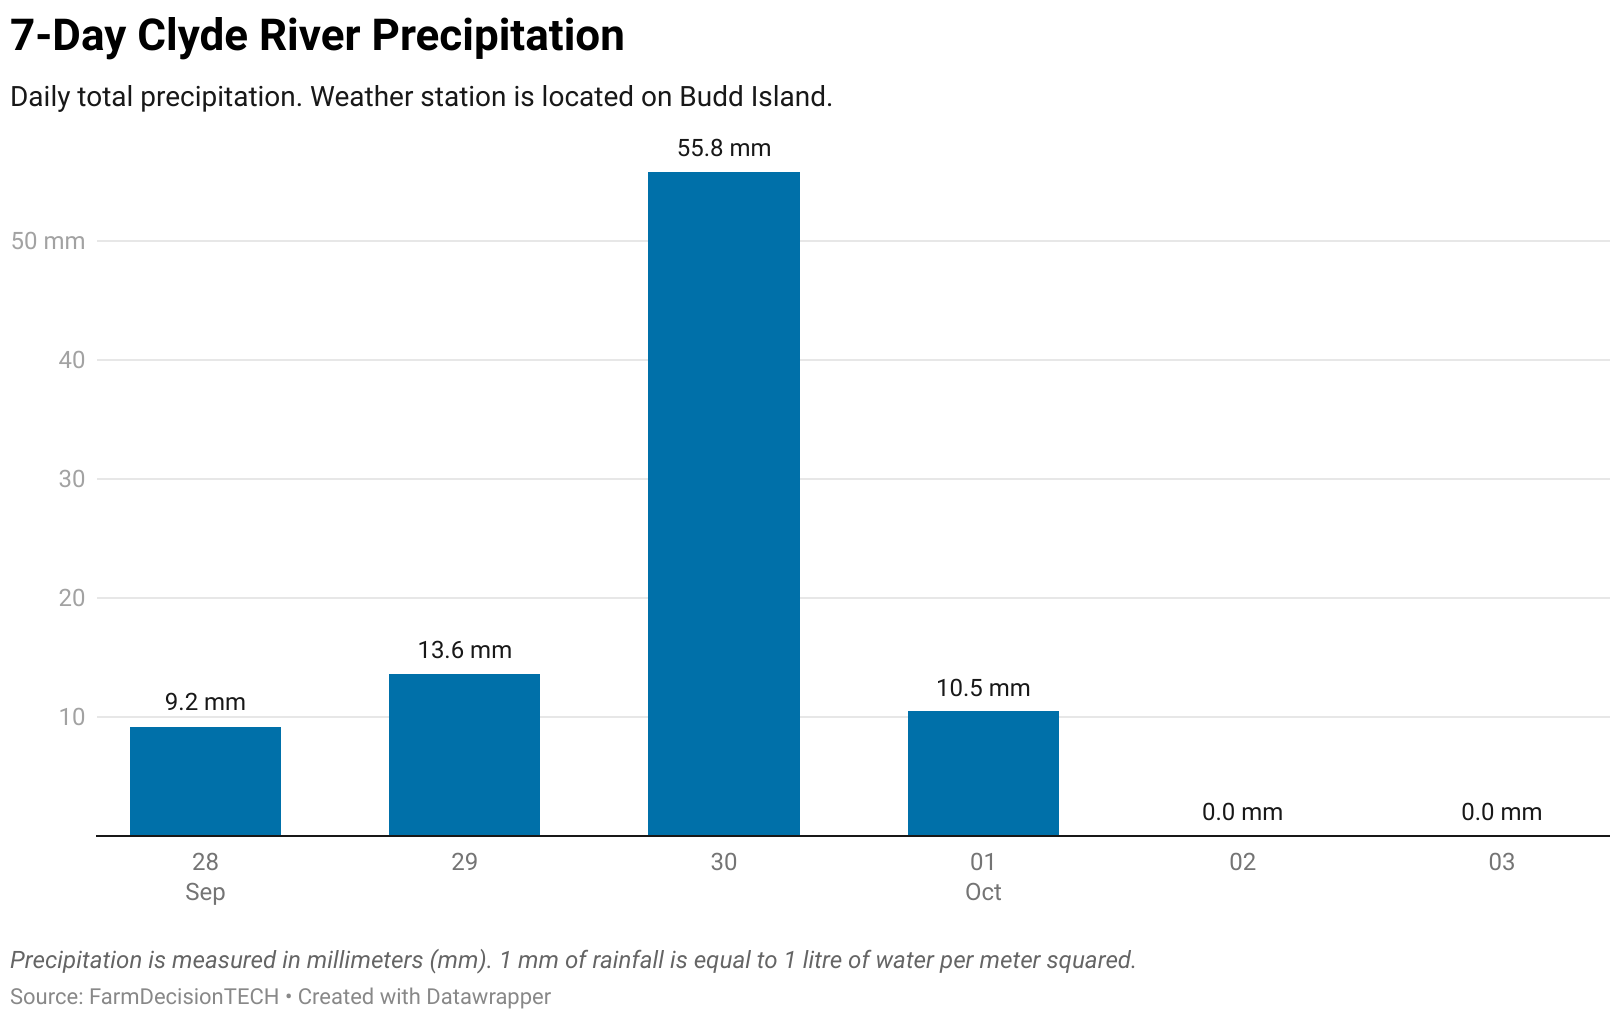 7-Day Clyde River Precipitation
Daily total precipitation. Weather station is located on Budd Island.
55.8 mm
50 mm
40
30
20
13.6 mm
10.5 mm
9.2 mm
10
0.0 mm 0.0 mm
28 29 30 01 02 03
Sep Oct
Precipitation is measured in millimeters (mm). 1 mm of rainfall is equal to 1 litre of water per meter squared.
Source: FarmDecisionTECH • Created with Datawrapper